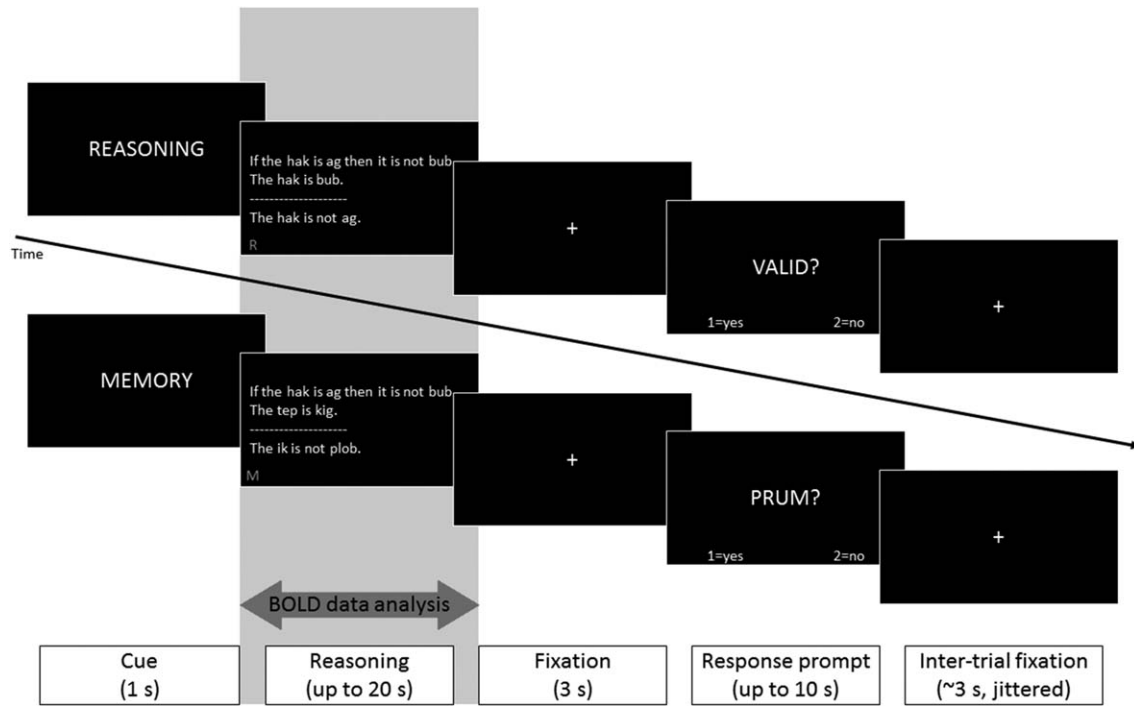 REASONING
If the hak is ag then it is not bub.
The hak is bub.
---------------------
The hak is not ag.
R
+
VALID?
1=yes 2=no
+
Time
MEMORY
If the hak is ag then it is not bub.
The tep is kig.
---------------------
The ik is not plob.
M
+
PRUM?
1=yes 2=no
+
BOLD data analysis
Cue
(1 s)
Reasoning
(up to 20 s)
Fixation
(3 s)
Response prompt
(up to 10 s)
Inter-trial fixation
(~3 s, jittered)